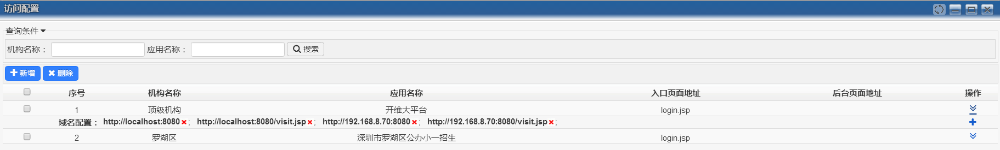 访问配置
查询条件
机构名称： 应用名称： 搜索
新增 删除
序号 机构名称 应用名称 入口页面地址 后台页面地址 操作
1 顶级机构 开维大平台 login.jsp
域名配置： http://localhost:8080 ; http://localhost:8080/visit.jsp ; http://192.168.8.70:8080 ; http://192.168.8.70:8080/visit.jsp ;
2 罗湖区 深圳市罗湖区公办小一招生 login.jsp